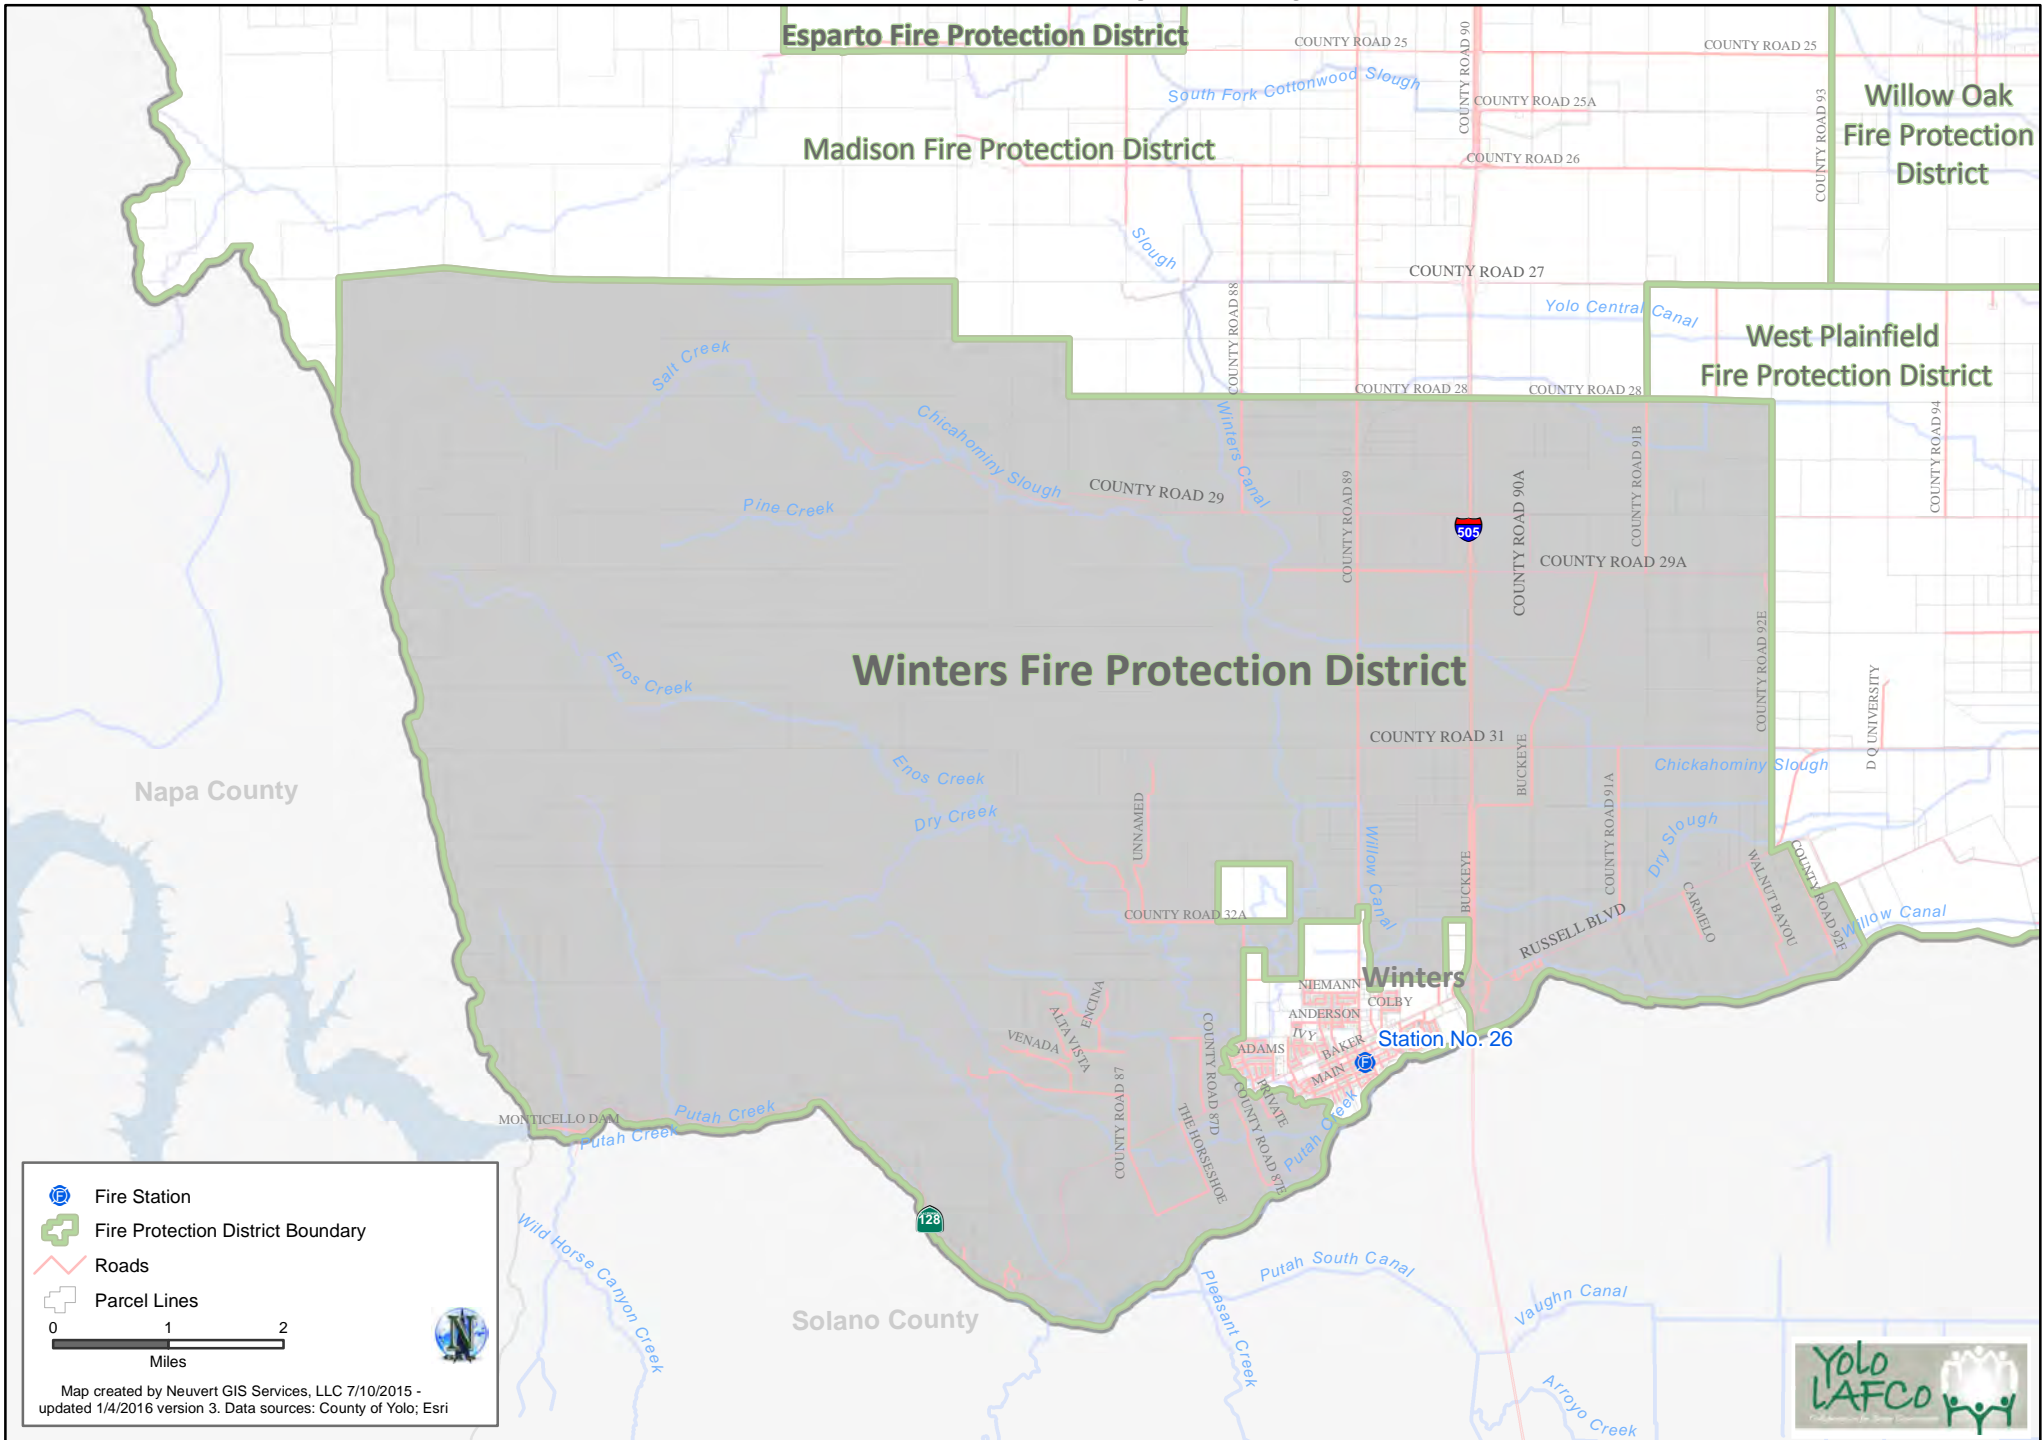 Esparto Fire Protection District
COUNTY ROAD 25
COUNTY ROAD 90
COUNTY ROAD 25
South Fork Cottonwood Slough
COUNTY ROAD 25A
COUNTY ROAD 93
Willow Oak
Fire Protection
District
Madison Fire Protection District
COUNTY ROAD 26
Slough
COUNTY ROAD 27
COUNTY ROAD 88
Yolo Central Canal
West Plainfield
Fire Protection District
Salt Creek
COUNTY ROAD 28
COUNTY ROAD 28
Chicahominy Slough
Winters Canal
COUNTY ROAD 91B
COUNTY ROAD 94
COUNTY ROAD 29
COUNTY ROAD 89
COUNTY ROAD 90A
Pine Creek
505
COUNTY ROAD 29A
COUNTY ROAD 92E
Enos Creek
Winters Fire Protection District
D Q UNIVERSITY
COUNTY ROAD 31
BUCKEYE
Chickahominy Slough
Napa County
Enos Creek
Dry Creek
UNNAMED
Willow Canal
BUCKEYE
COUNTY ROAD 91A
Dry Slough
WALNUT BAYOU
COUNTY ROAD 92F
CARMELO
COUNTY ROAD 32A
RUSSELL BLVD
Willow Canal
Winters
NIEMANN
COLBY
ANDERSON
ENCINA
ALTA VISTA
VENADA
COUNTY ROAD 87D
IVY
BAKER
ADAMS
MAIN
Station No. 26
F
PRIVATE
COUNTY ROAD 87
THE HORSESHOE
COUNTY ROAD 87E
Putah Creek
MONTICELLO DAM
Putah Creek
Putah Creek
128
Wild Horse Canyon Creek
Solano County
Pleasant Creek
Putah South Canal
Vaughn Canal
Arroyo Creek
F
Fire Station
Fire Protection District Boundary
Roads
Parcel Lines
0 1 2
Miles
N
Map created by Neuvert GIS Services, LLC 7/10/2015 -
updated 1/4/2016 version 3. Data sources: County of Yolo; Esri
YOLO
LAFCO